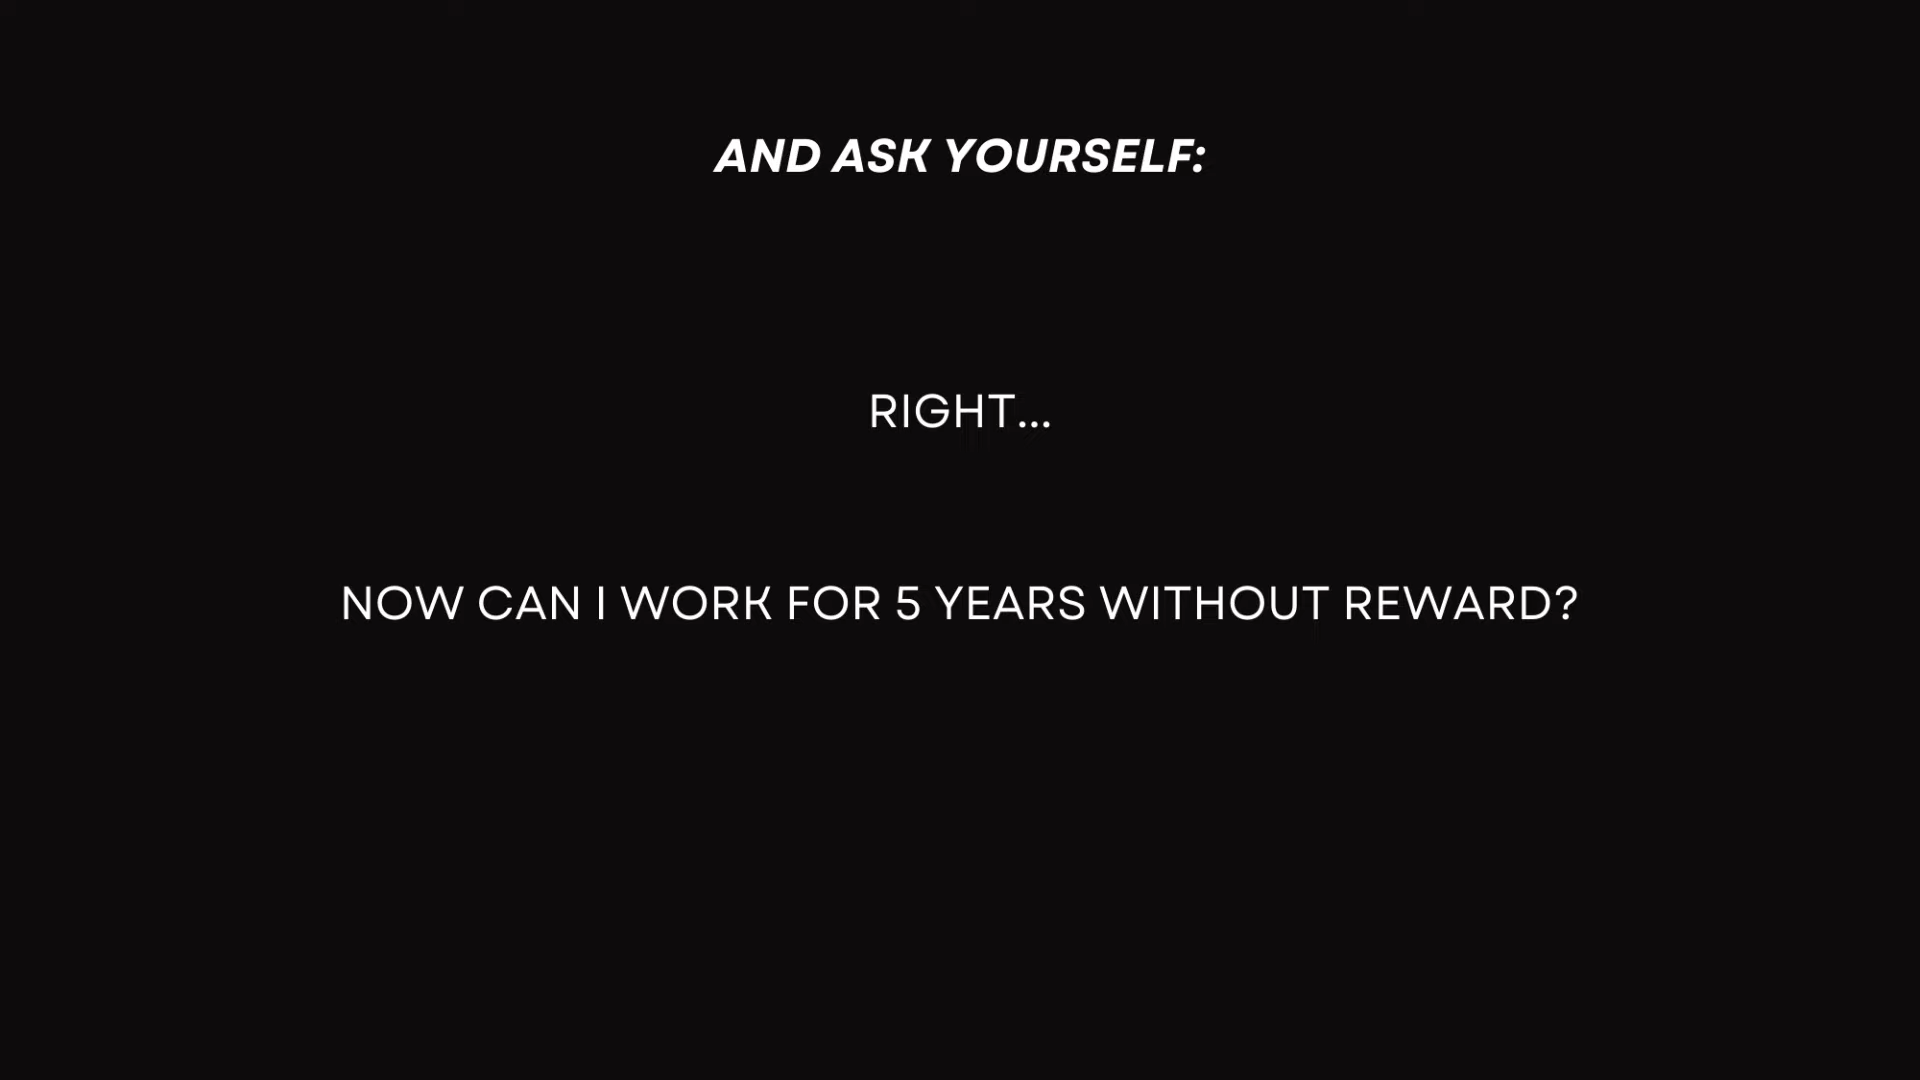 AND ASK YOURSELF:
RIGHT...
NOW CAN I WORK FOR 5 YEARS WITHOUT REWARD?